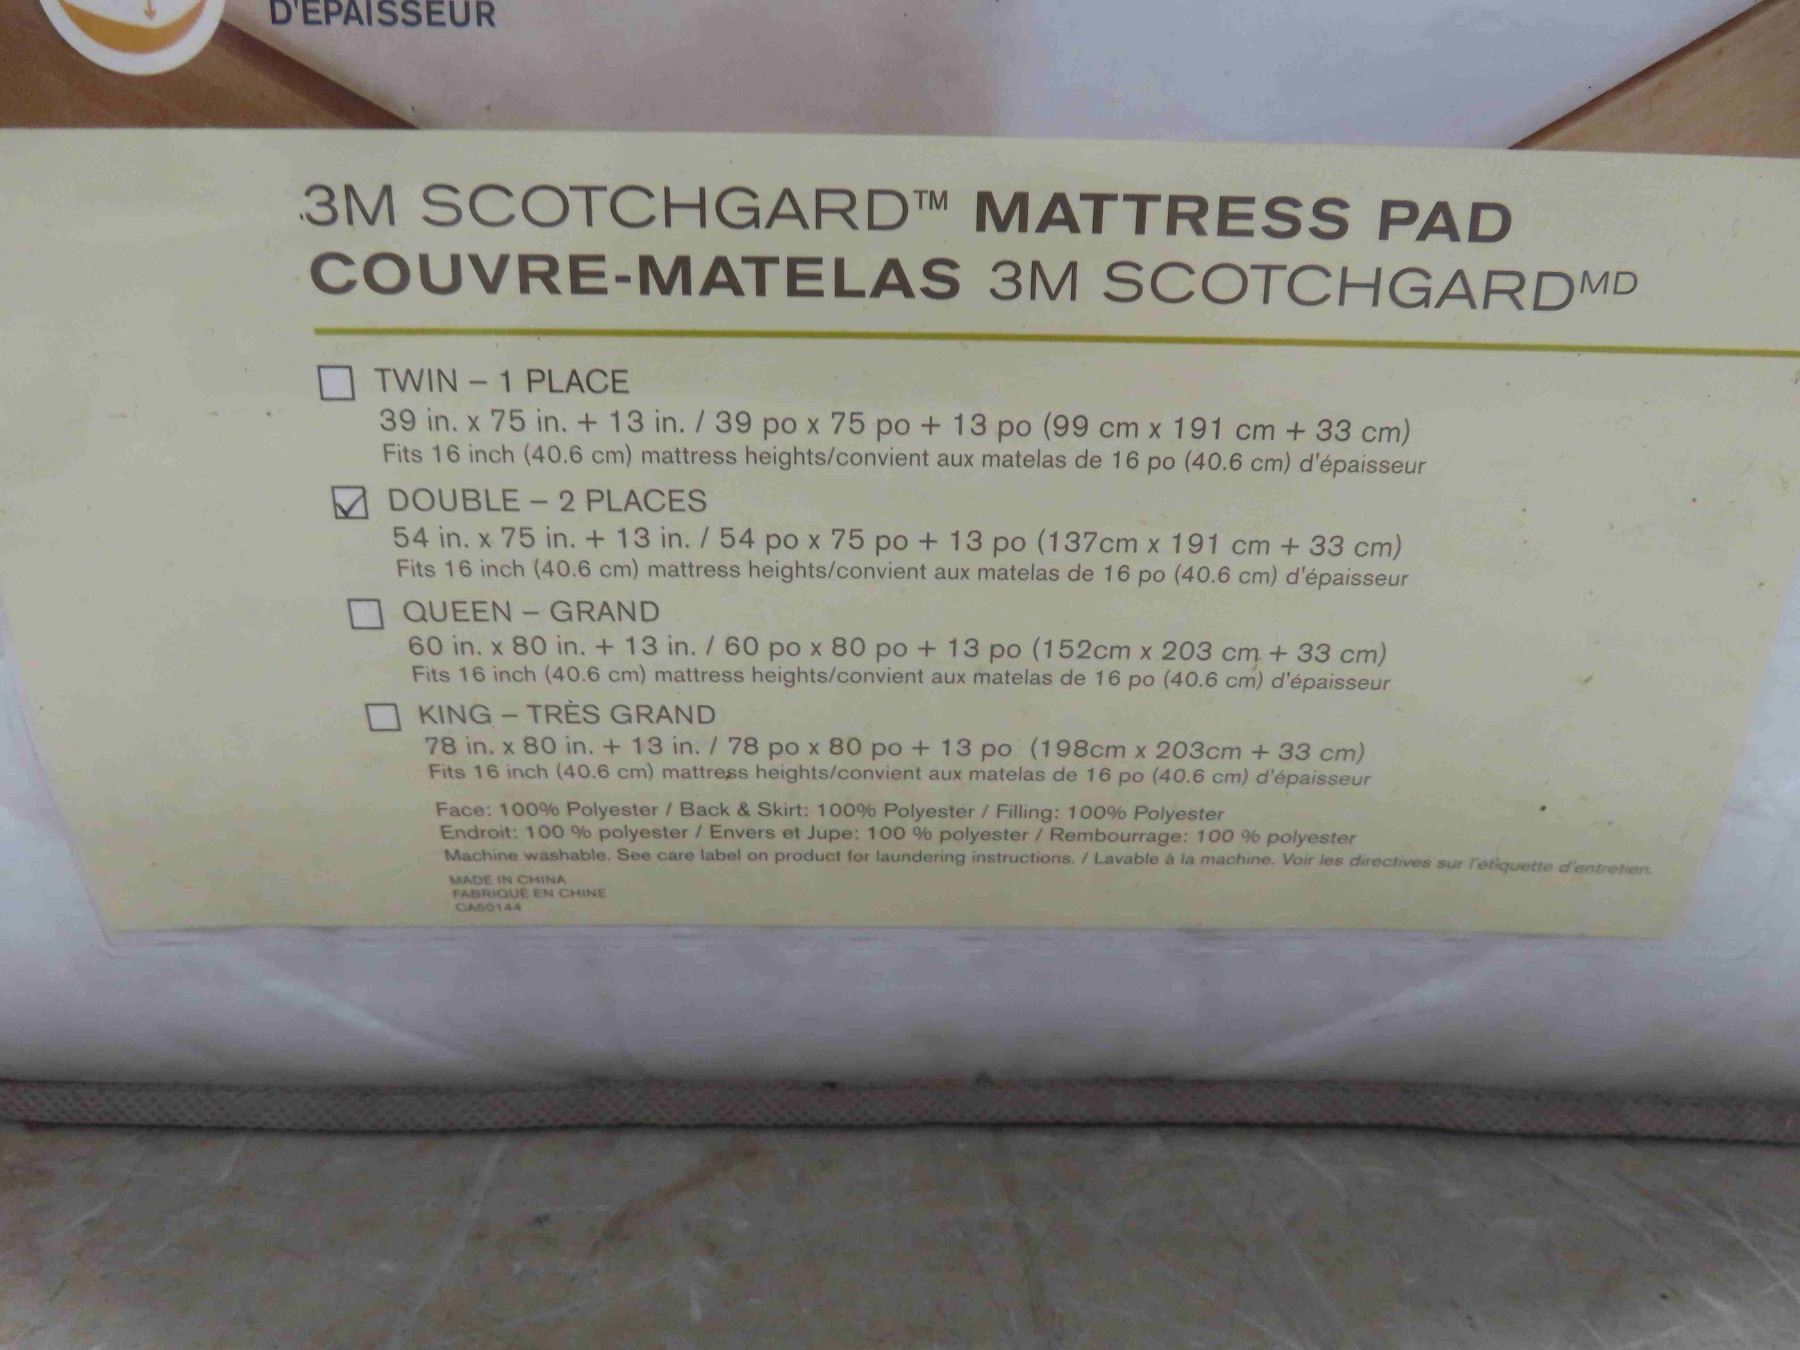 D'ÉPAISSEUR
3M SCOTCHGARD™ MATTRESS PAD
COUVRE-MATELAS 3M SCOTCHGARDMD
TWIN – 1 PLACE
39 in. x 75 in. + 13 in. / 39 po x 75 po + 13 po (99 cm x 191 cm + 33 cm)
Fits 16 inch (40.6 cm) mattress heights/convient aux matelas de 16 po (40.6 cm) d'épaisseur
DOUBLE – 2 PLACES
54 in. x 75 in. + 13 in. / 54 po x 75 po + 13 po (137cm x 191 cm + 33 cm)
Fits 16 inch (40.6 cm) mattress heights/convient aux matelas de 16 po (40.6 cm) d'épaisseur
QUEEN – GRAND
60 in. x 80 in. + 13 in. / 60 po x 80 po + 13 po (152cm x 203 cm + 33 cm)
Fits 16 inch (40.6 cm) mattress heights/convient aux matelas de 16 po (40.6 cm) d'épaisseur
KING – TRÈS GRAND
78 in. x 80 in. + 13 in. / 78 po x 80 po + 13 po (198cm x 203cm + 33 cm)
Fits 16 inch (40.6 cm) mattress heights/convient aux matelas de 16 po (40.6 cm) d'épaisseur
Face: 100% Polyester / Back & Skirt: 100% Polyester / Filling: 100% Polyester
Endroit: 100 % polyester / Envers et Jupe: 100 % polyester / Rembourrage: 100 % polyester
Machine washable. See care label on product for laundering instructions. / Lavable à la machine. Voir les directives sur l'étiquette d'entretien.
MADE IN CHINA
FABRIQUÉ EN CHINE
CA50144